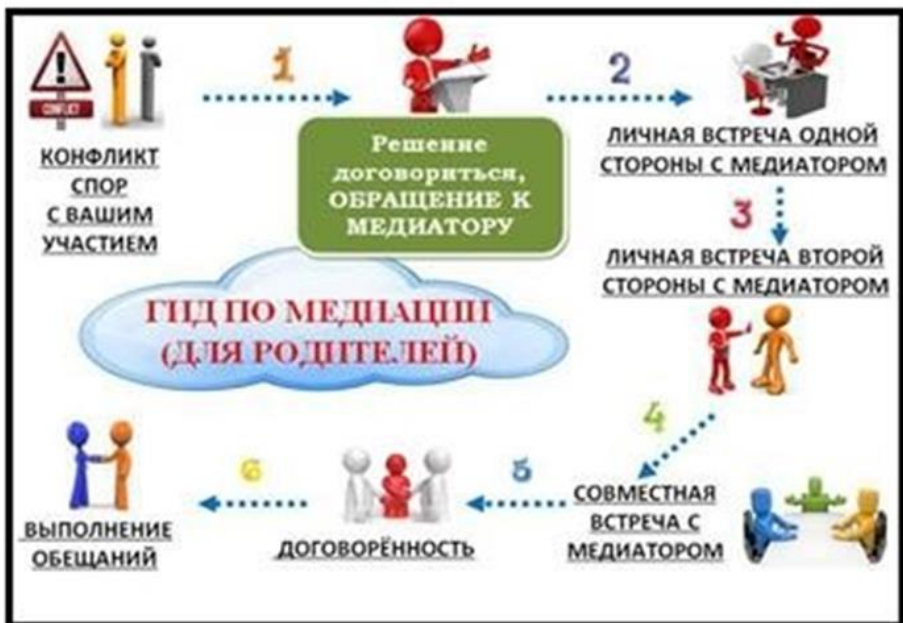 CONFLICT
КОНФЛИКТ
СПОР
С ВАШИМ
УЧАСТИЕМ
1
Решение
договориться,
ОБРАЩЕНИЕ К
МЕДИАТОРУ
2
ЛИЧНАЯ ВСТРЕЧА ОДНОЙ
СТОРОНЫ С МЕДИАТОРОМ
3
ЛИЧНАЯ ВСТРЕЧА ВТОРОЙ
СТОРОНЫ С МЕДИАТОРОМ
ГИД ПО МЕДИАЦИИ
(ДЛЯ РОДИТЕЛЕЙ)
4
СОВМЕСТНАЯ
ВСТРЕЧА С
МЕДИАТОРОМ
5
ДОГОВОРЁННОСТЬ
6
ВЫПОЛНЕНИЕ
ОБЕЩАНИЙ